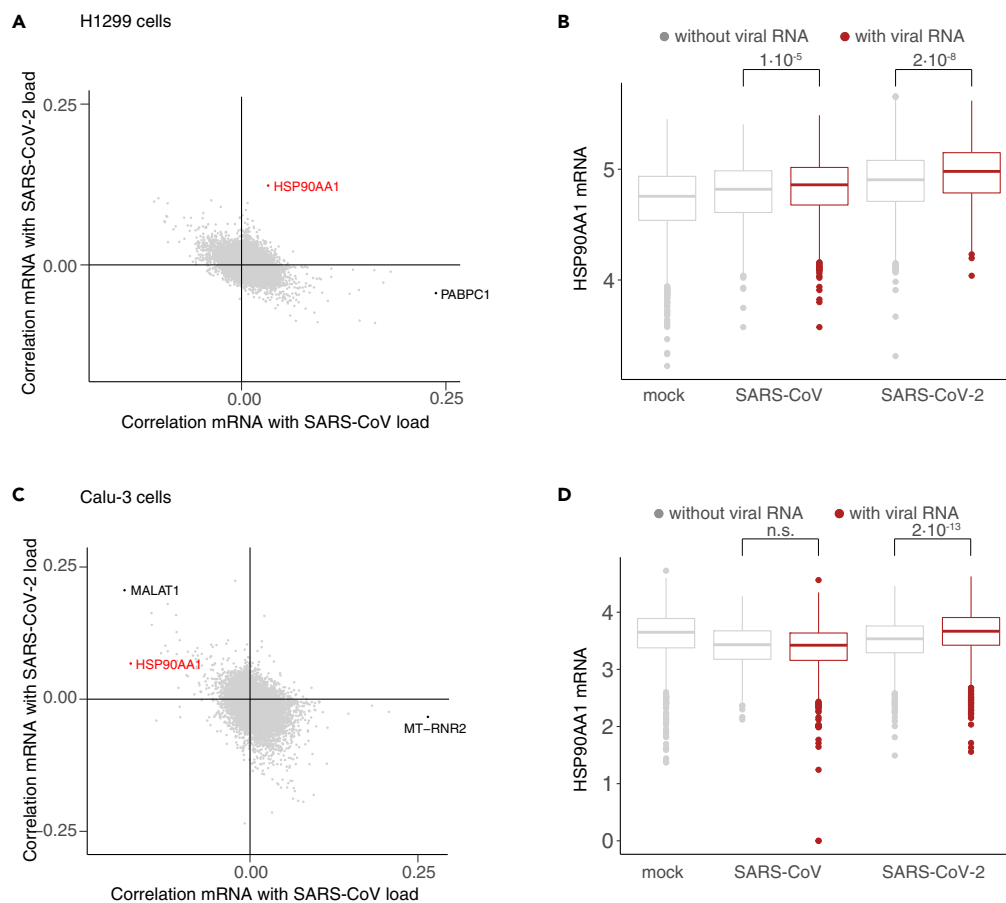 A
H1299 cells
Correlation mRNA with SARS-CoV-2 load
0.25
0.00
HSP90AA1
PABPC1
0.00
0.25
Correlation mRNA with SARS-CoV load
B
without viral RNA
with viral RNA
1·10⁻⁵
2·10⁻⁸
HSP90AA1 mRNA
5
4
mock
SARS-CoV
SARS-CoV-2
C
Calu-3 cells
Correlation mRNA with SARS-CoV-2 load
0.25
0.00
−0.25
MALAT1
HSP90AA1
MT−RNR2
0.00
Correlation mRNA with SARS-CoV load
D
without viral RNA
with viral RNA
n.s.
2·10⁻¹³
HSP90AA1 mRNA
4
3
2
1
0
mock
SARS-CoV
SARS-CoV-2